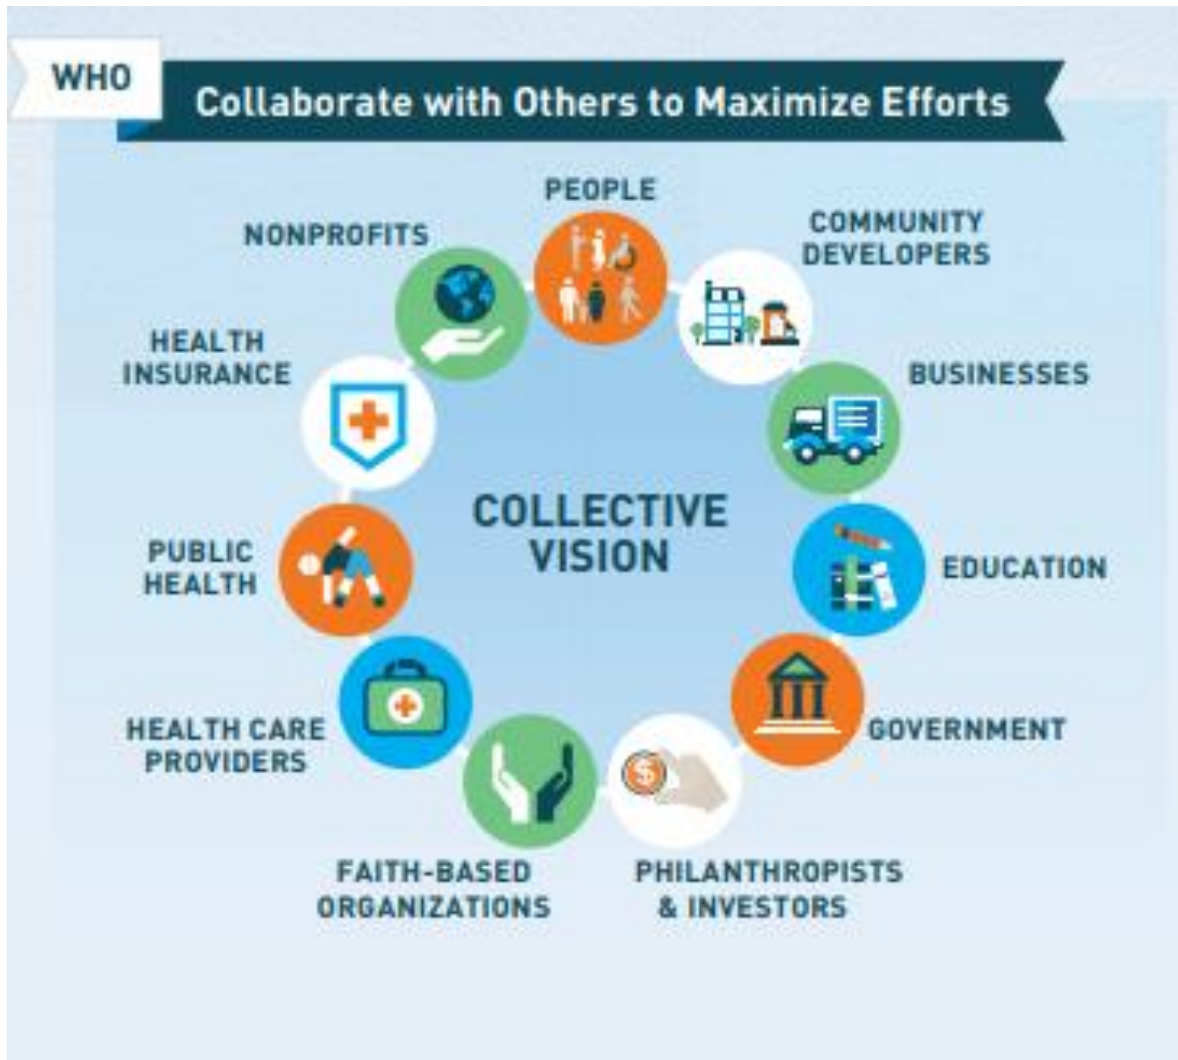 WHO
Collaborate with Others to Maximize Efforts
PEOPLE
COMMUNITY
DEVELOPERS
BUSINESSES
EDUCATION
GOVERNMENT
PHILANTHROPISTS
& INVESTORS
FAITH-BASED
ORGANIZATIONS
HEALTH CARE
PROVIDERS
PUBLIC
HEALTH
HEALTH
INSURANCE
NONPROFITS
COLLECTIVE
VISION
$